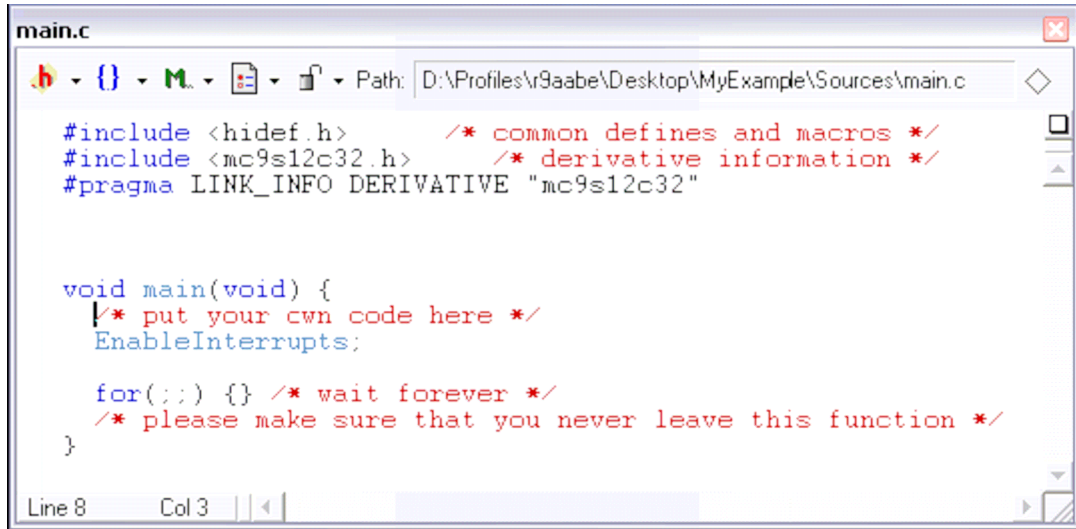 main.c
.h {} M. Path: D:\Profiles\r9aabe\Desktop\MyExample\Sources\main.c
#include <hidef.h>      /* common defines and macros */
#include <mc9s12c32.h>     /* derivative information */
#pragma LINK_INFO DERIVATIVE "mc9s12c32"
void main(void) {
  /* put your cwn code here */
  EnableInterrupts;
  for(;;) {} /* wait forever */
  /* please make sure that you never leave this function */
}
Line 8 Col 3